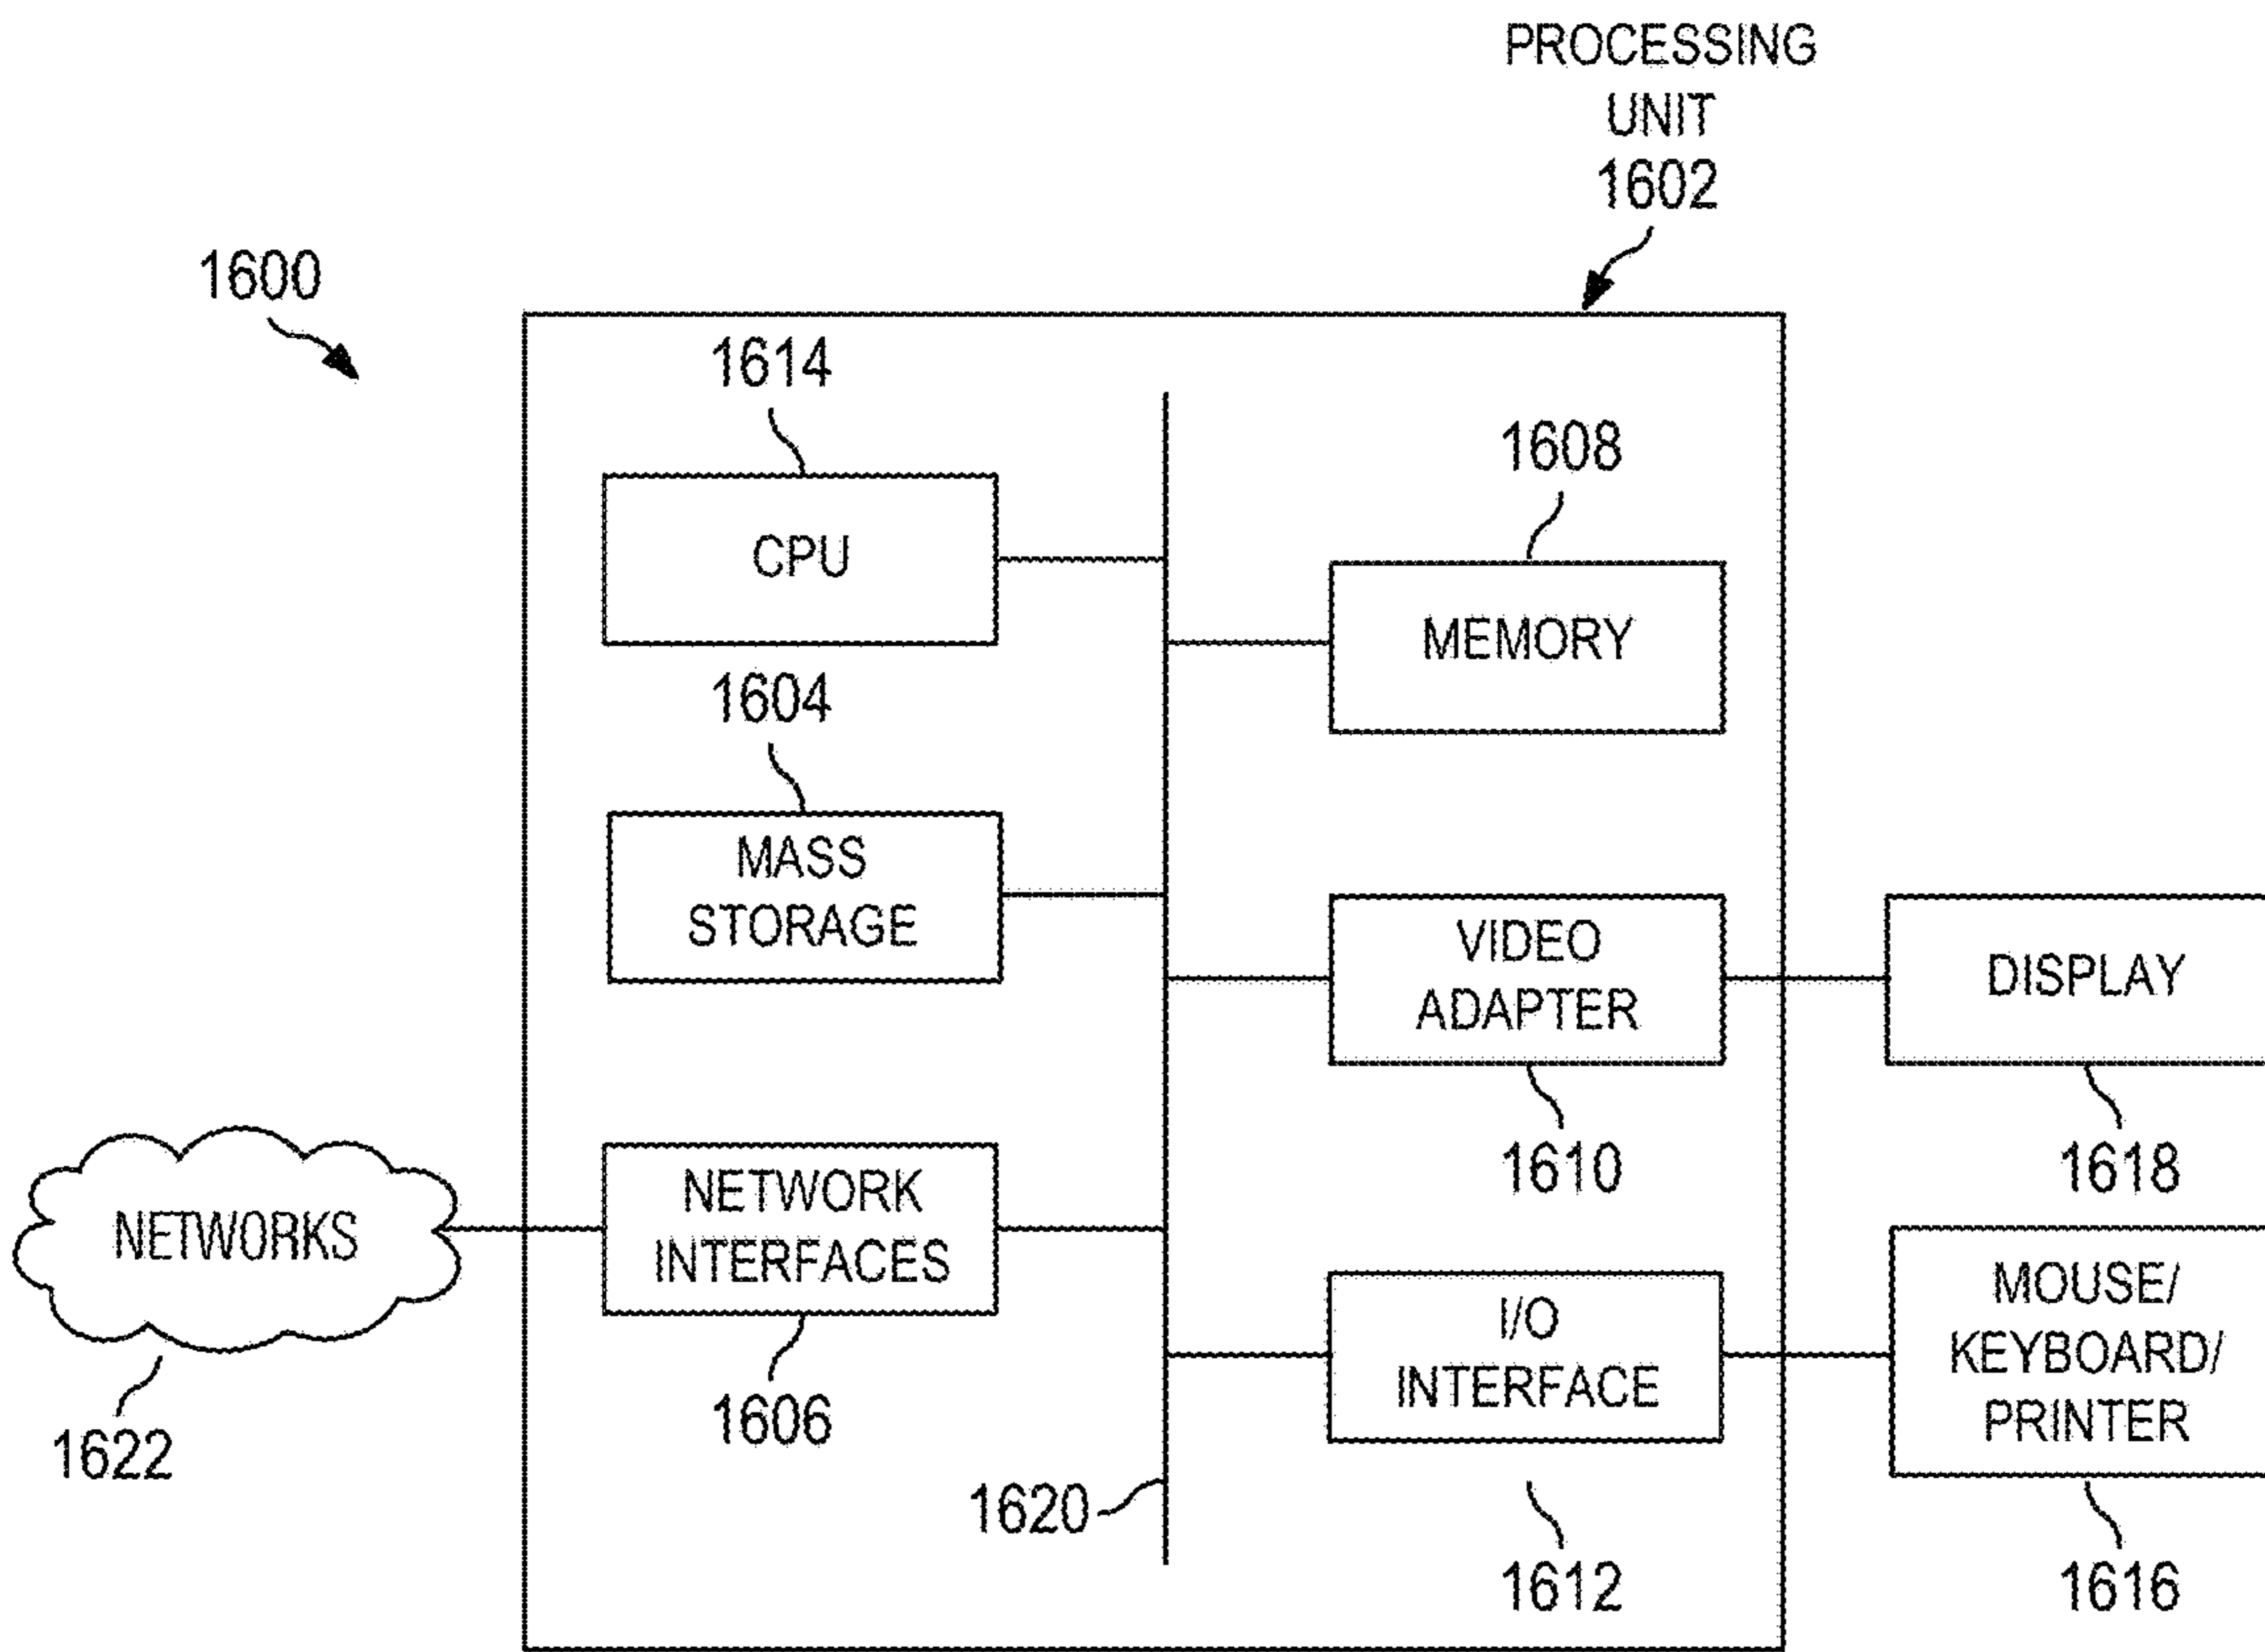 PROCESSING
UNIT
1602
1600
1614
CPU
1608
MEMORY
1604
MASS
STORAGE
VIDEO
ADAPTER
1610
DISPLAY
1618
NETWORKS
1622
NETWORK
INTERFACES
1606
I/O
INTERFACE
1612
MOUSE/
KEYBOARD/
PRINTER
1616
1620